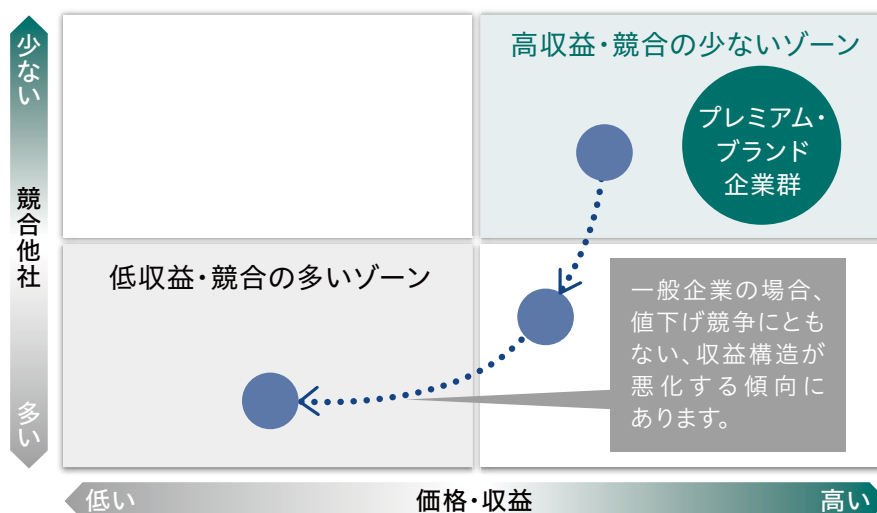 少ない
競合他社
多い
高収益・競合の少ないゾーン
プレミアム・
ブランド
企業群
低収益・競合の多いゾーン
一般企業の場合、
値下げ競争にとも
ない、収益構造が
悪化する傾向に
あります。
低い
価格・収益
高い